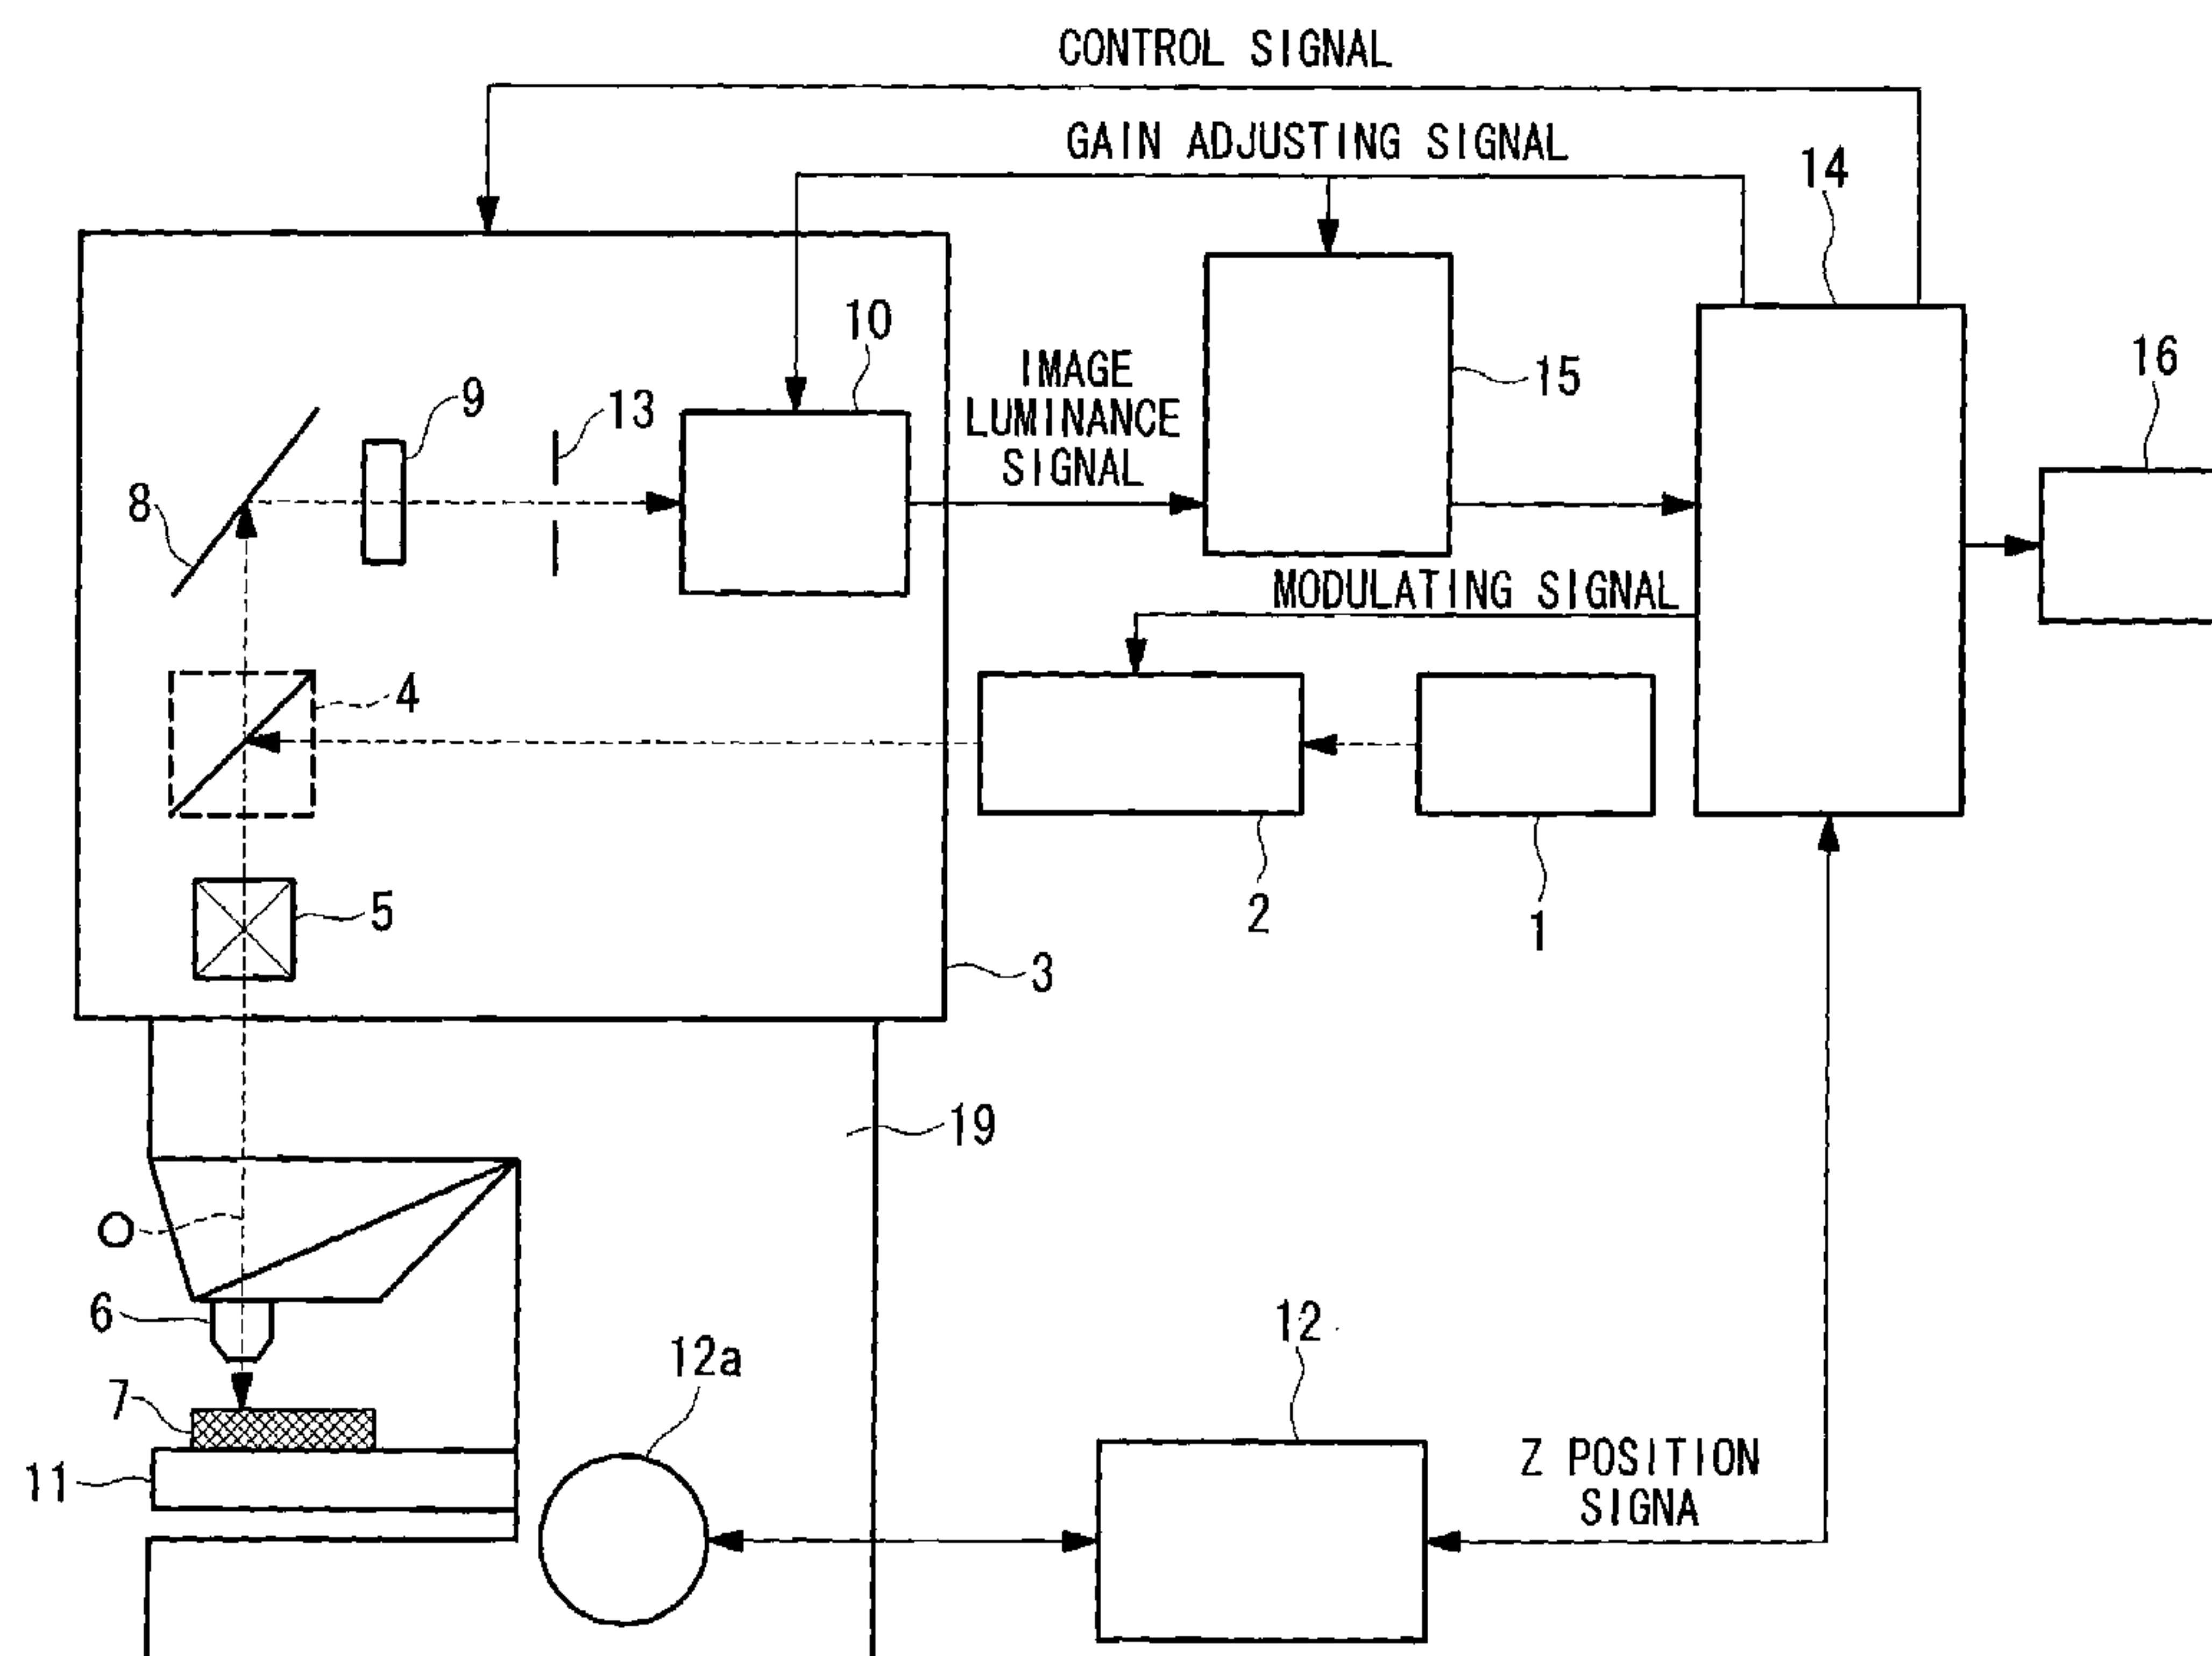 CONTROL SIGNAL
GAIN ADJUSTING SIGNAL
14
10
16
IMAGE
LUMINANCE
SIGNAL
15
9
13
8
MODULATING SIGNAL
4
5
2
1
3
19
O
6
12
12a
7
Z POSITION
SIGNA
11